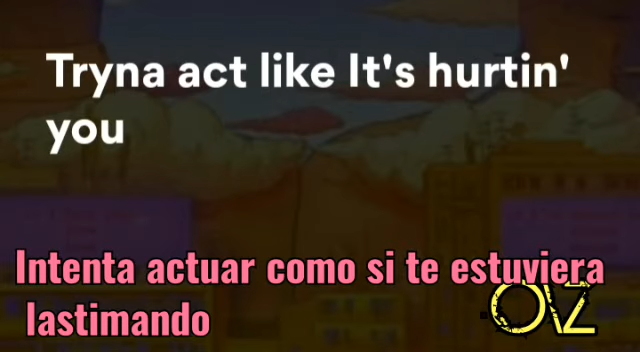 Tryna act like It's hurtin'
you
Intenta actuar como si te estuviera
lastimando